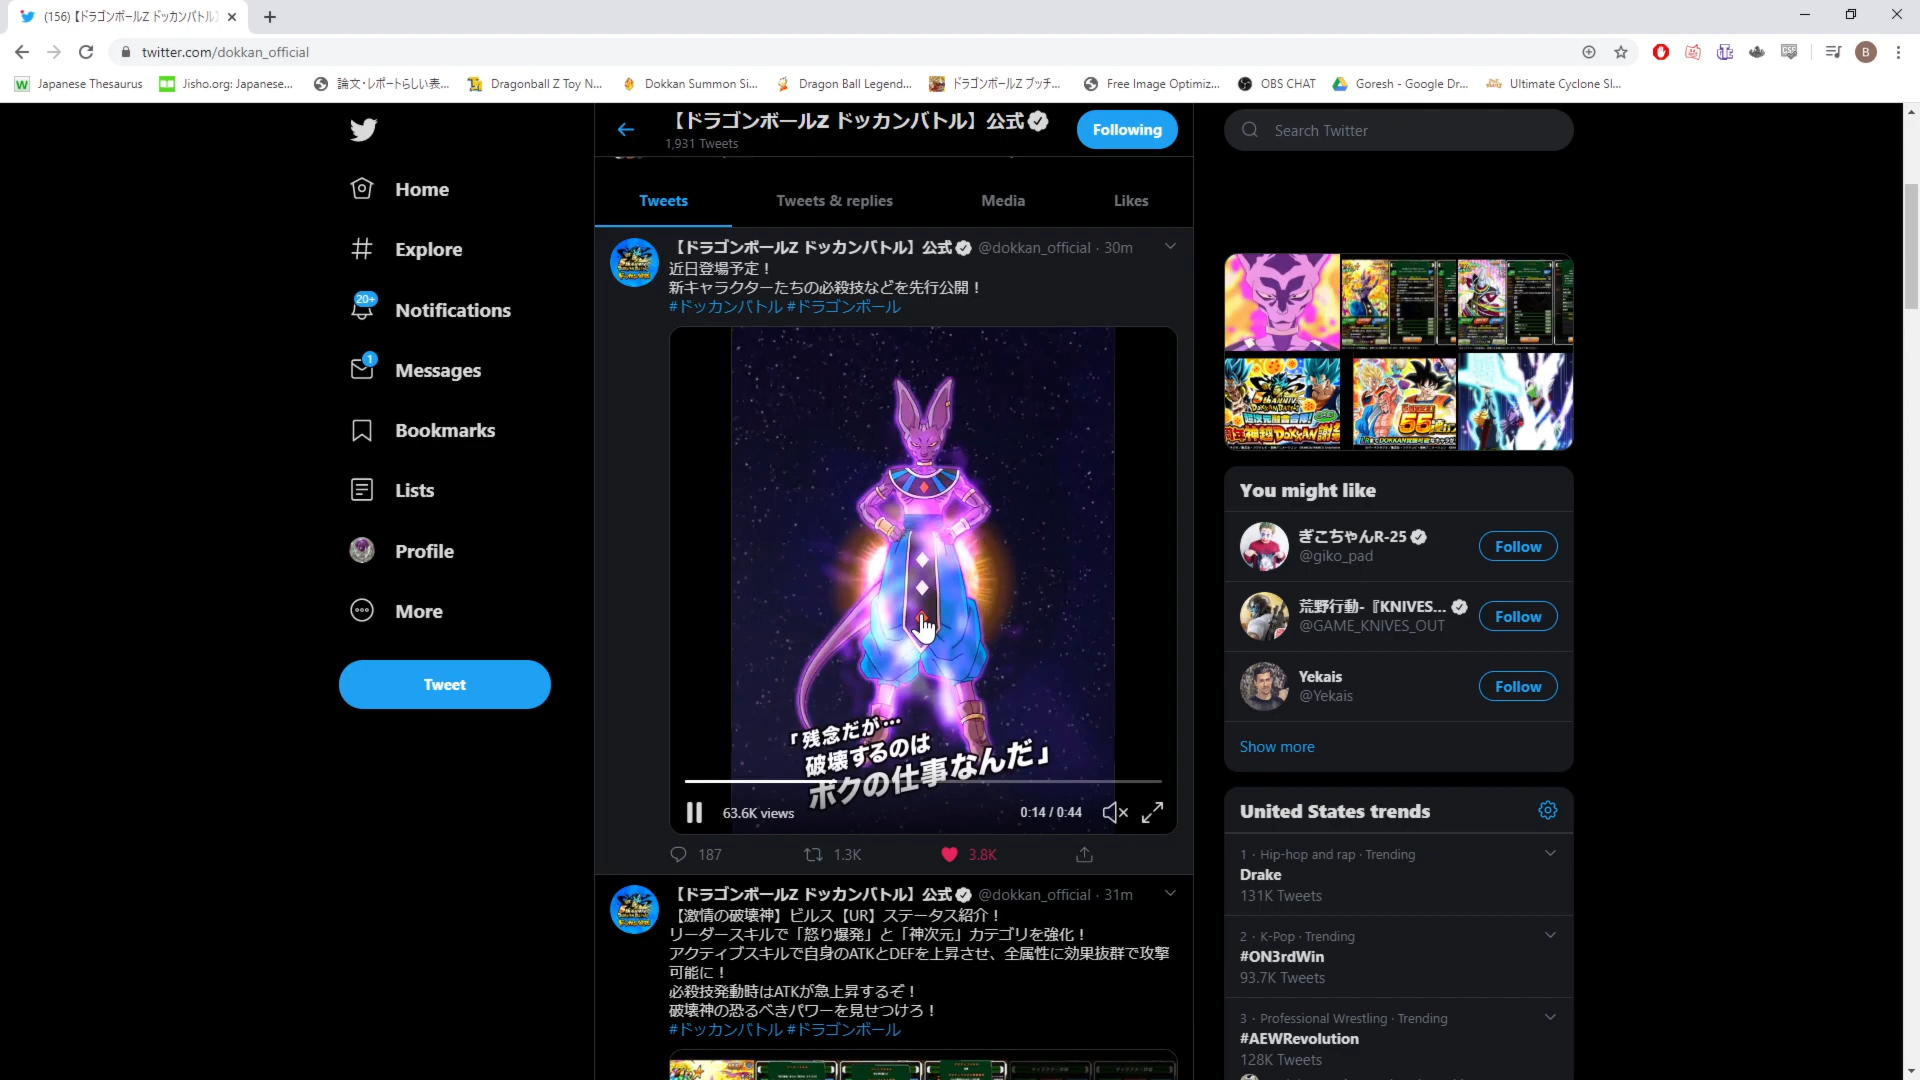 (156)【ドラゴンボールZ ドッカンバトル】
twitter.com/dokkan_official
Japanese Thesaurus
Jisho.org: Japanese...
論文・レポートらしい表...
Dragonball Z Toy N...
Dokkan Summon Si...
Dragon Ball Legend...
ドラゴンボールZ ブッチ...
Free Image Optimiz...
OBS CHAT
Goresh - Google Dr...
Ultimate Cyclone Sl...
Home
Explore
20+
Notifications
1
Messages
Bookmarks
Lists
Profile
More
Tweet
【ドラゴンボールZ ドッカンバトル】公式
1,931 Tweets
Following
Tweets
Tweets & replies
Media
Likes
【ドラゴンボールZ ドッカンバトル】公式 @dokkan_official · 30m
近日登場予定！
新キャラクターたちの必殺技などを先行公開！
#ドッカンバトル #ドラゴンボール
「残念だが…
破壊するのは
ボクの仕事なんだ」
63.6K views
0:14 / 0:44
187
1.3K
3.8K
【ドラゴンボールZ ドッカンバトル】公式 @dokkan_official · 31m
【激情の破壊神】ビルス【UR】ステータス紹介！
リーダースキルで「怒り爆発」と「神次元」カテゴリを強化！
アクティブスキルで自身のATKとDEFを上昇させ、全属性に効果抜群で攻撃
可能に！
必殺技発動時はATKが急上昇するぞ！
破壊神の恐るべきパワーを見せつけろ！
#ドッカンバトル #ドラゴンボール
Search Twitter
55
You might like
ぎこちゃんR-25
@giko_pad
Follow
荒野行動-『KNIVES...
@GAME_KNIVES_OUT
Follow
Yekais
@Yekais
Follow
Show more
United States trends
1 · Hip-hop and rap · Trending
Drake
131K Tweets
2 · K-Pop · Trending
#ON3rdWin
93.7K Tweets
3 · Professional Wrestling · Trending
#AEWRevolution
128K Tweets